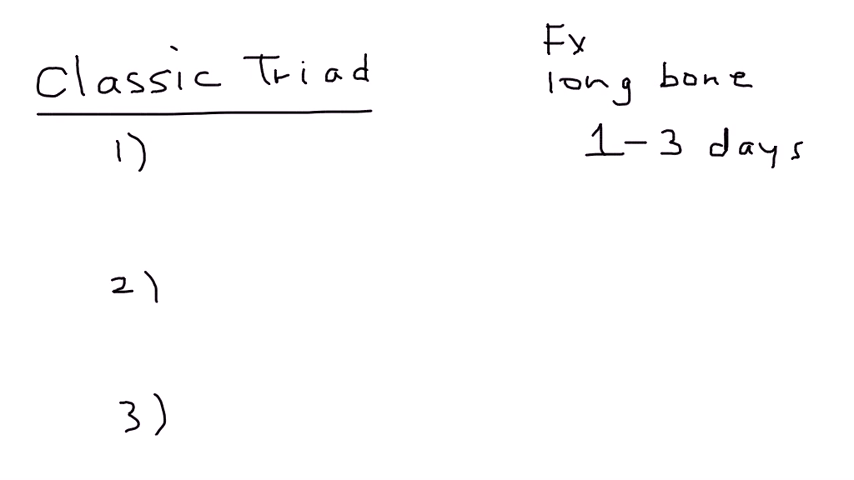 Classic Triad
1)
2)
3)
Fx
long bone
1-3 days